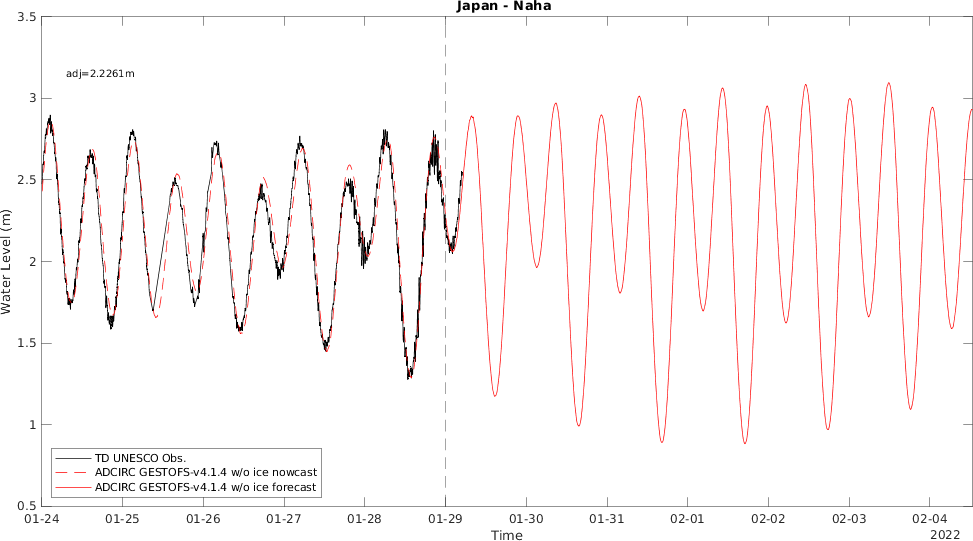 Japan - Naha
3.5
3
2.5
2
1.5
1
0.5
Water Level (m)
adj=2.2261m
TD UNESCO Obs.
ADCIRC GESTOFS-v4.1.4 w/o ice nowcast
ADCIRC GESTOFS-v4.1.4 w/o ice forecast
01-24 01-25 01-26 01-27 01-28 01-29 01-30 01-31 02-01 02-02 02-03 02-04
Time
2022